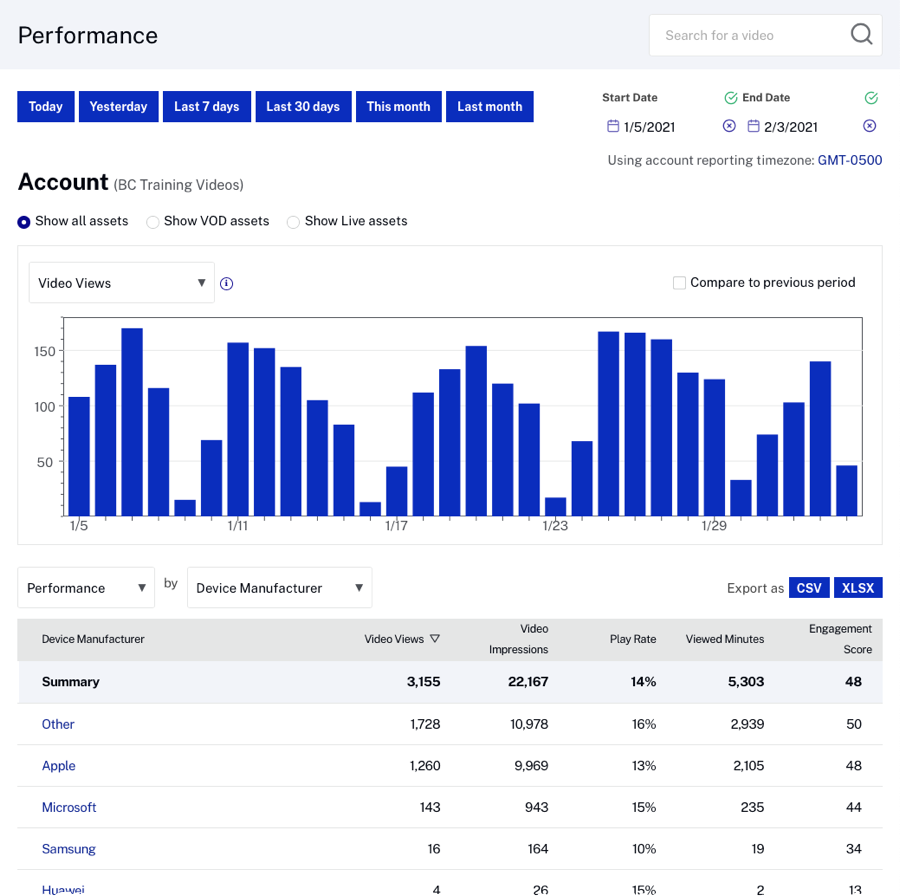 Performance
Search for a video
Today Yesterday Last 7 days Last 30 days This month Last month
Start Date End Date
1/5/2021 2/3/2021
Using account reporting timezone: GMT-0500
Account (BC Training Videos)
Show all assets Show VOD assets Show Live assets
Video Views
Compare to previous period
150
100
50
1/5 1/11 1/17 1/23 1/29
Performance by Device Manufacturer
Export as CSV XLSX
Device Manufacturer Video Views Video Impressions Play Rate Viewed Minutes Engagement Score
Summary 3,155 22,167 14% 5,303 48
Other 1,728 10,978 16% 2,939 50
Apple 1,260 9,969 13% 2,105 48
Microsoft 143 943 15% 235 44
Samsung 16 164 10% 19 34
Huawei 4 26 15% 2 13